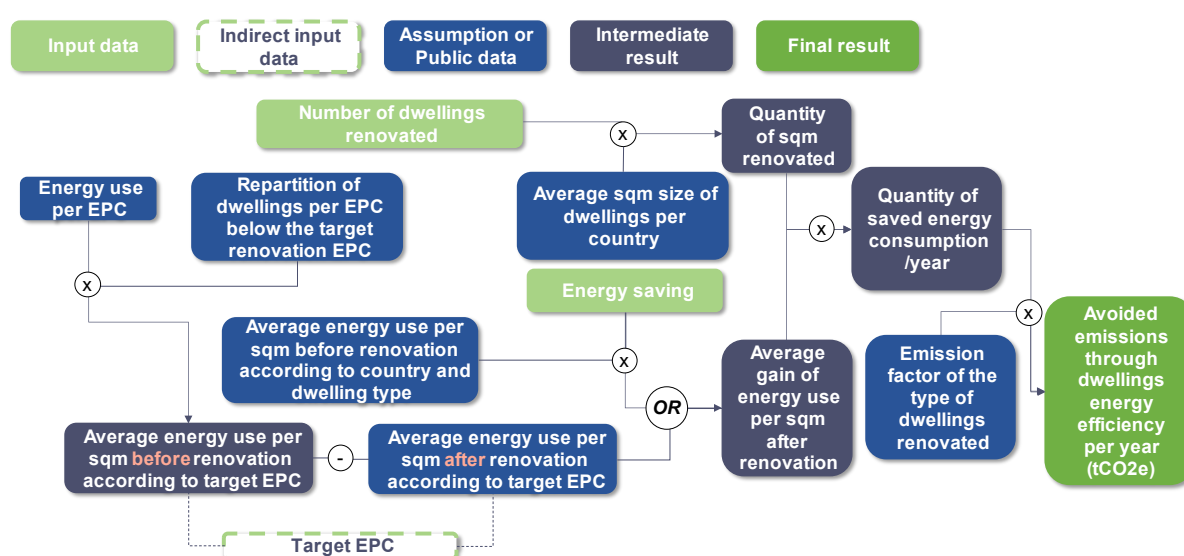 Input data
Indirect input
data
Assumption or
Public data
Intermediate
result
Final result
Number of dwellings
renovated
x
Quantity
of sqm
renovated
Energy use
per EPC
Repartition of
dwellings per EPC
below the target
renovation EPC
Average sqm size of
dwellings per
country
Quantity of
saved energy
consumption
/year
x
x
Energy saving
Average energy use per
sqm before renovation
according to country and
dwelling type
x
x
Avoided
emissions
through
dwellings
energy
efficiency
per year
(tCO2e)
Emission
factor of the
type of
dwellings
renovated
Average
gain of
energy use
per sqm
after
renovation
OR
Average energy use per
sqm before renovation
according to target EPC
-
Average energy use per
sqm after renovation
according to target EPC
Target EPC